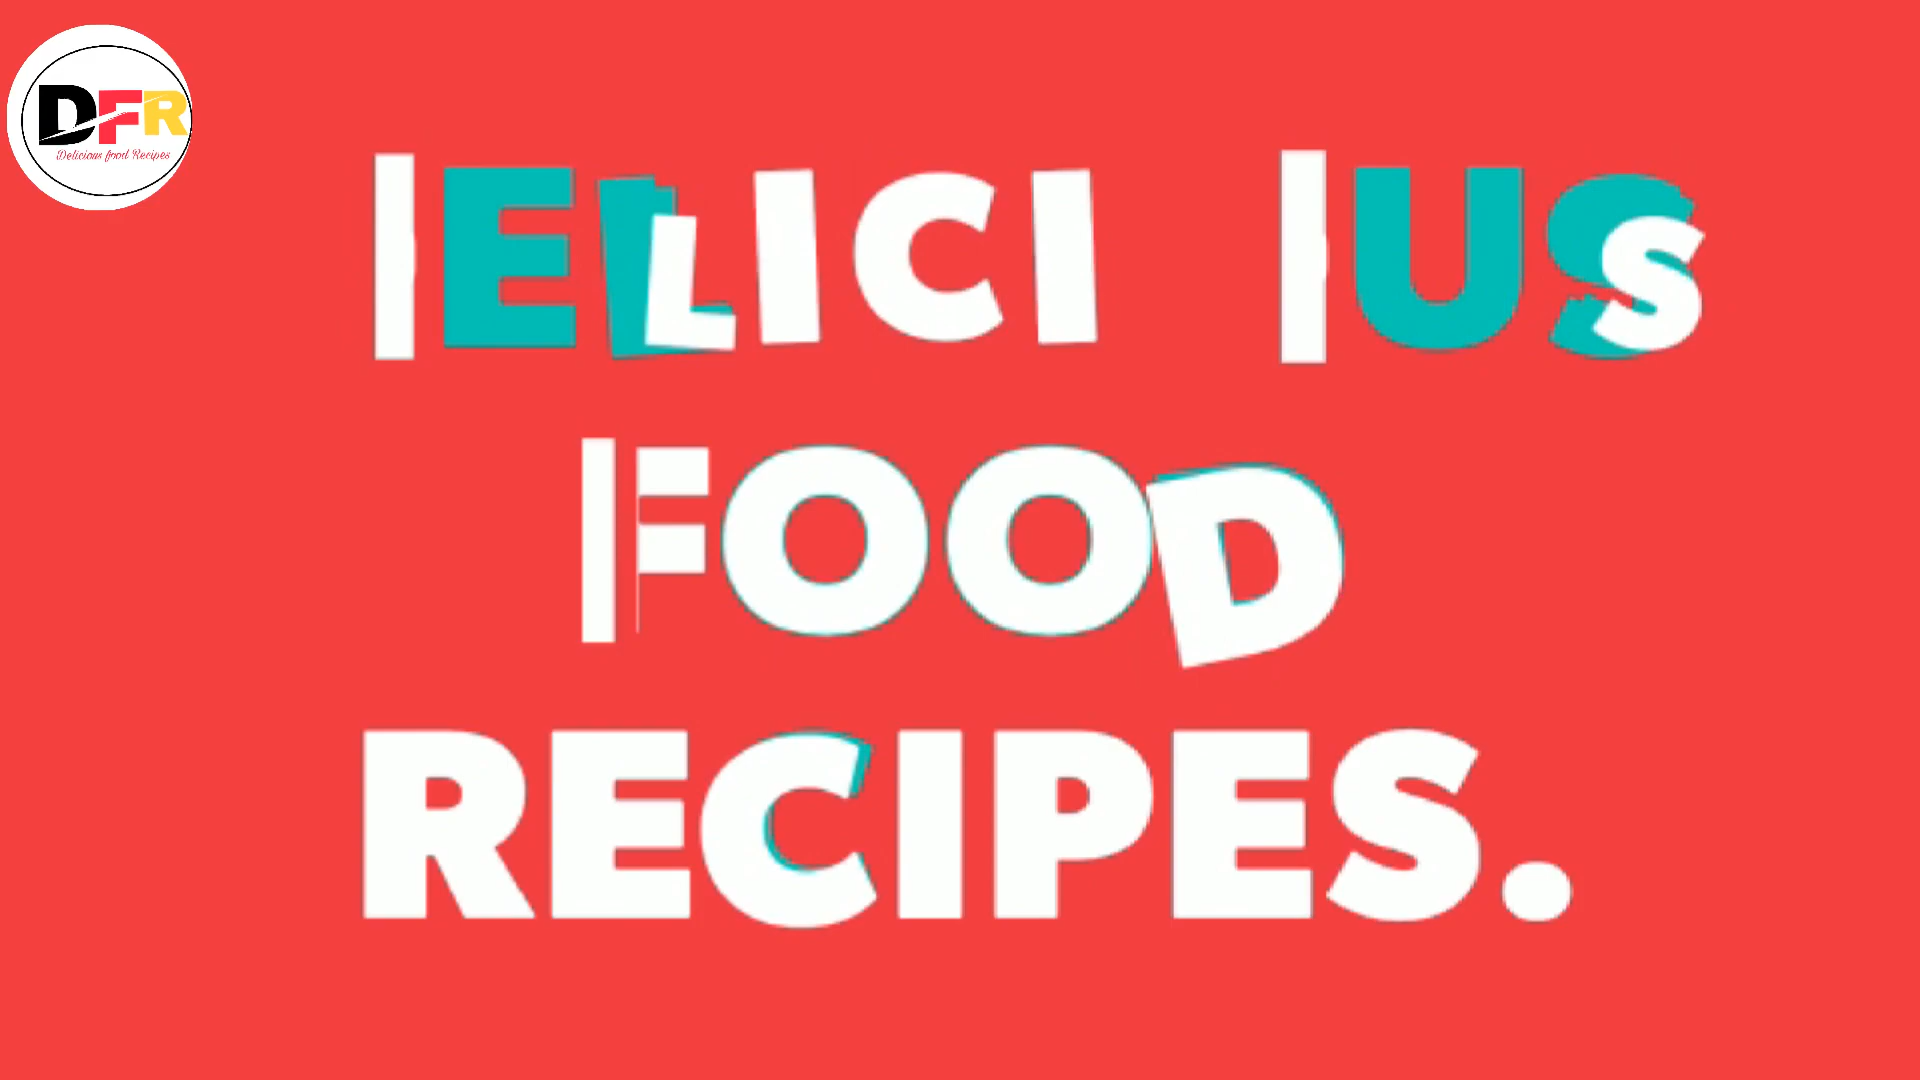 DFR
Delicious food Recipes
ELICI US
FOOD
RECIPES.